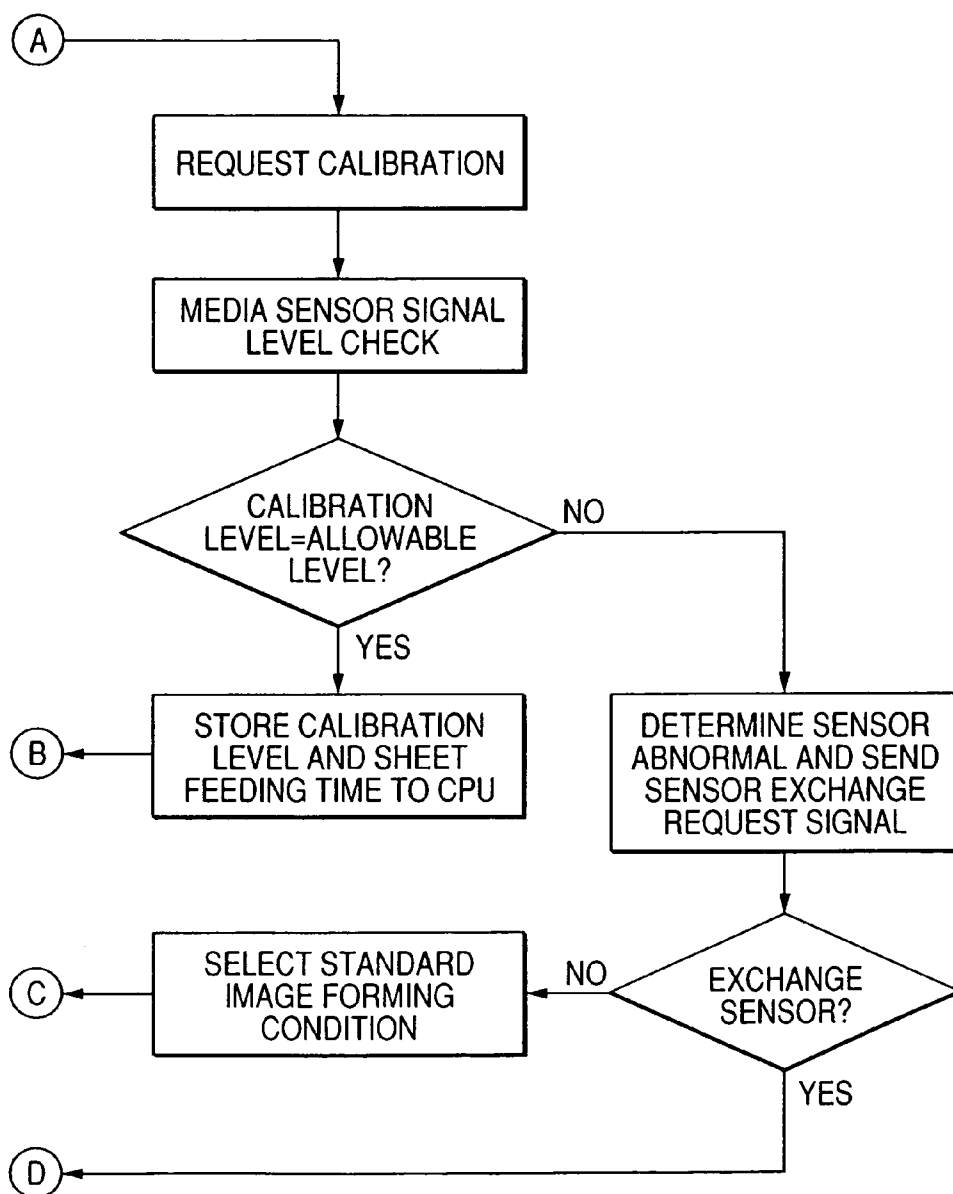 A
REQUEST CALIBRATION
MEDIA SENSOR SIGNAL
LEVEL CHECK
CALIBRATION
LEVEL=ALLOWABLE
LEVEL?
NO
YES
STORE CALIBRATION
LEVEL AND SHEET
FEEDING TIME TO CPU
B
DETERMINE SENSOR
ABNORMAL AND SEND
SENSOR EXCHANGE
REQUEST SIGNAL
EXCHANGE
SENSOR?
NO
SELECT STANDARD
IMAGE FORMING
CONDITION
C
YES
D